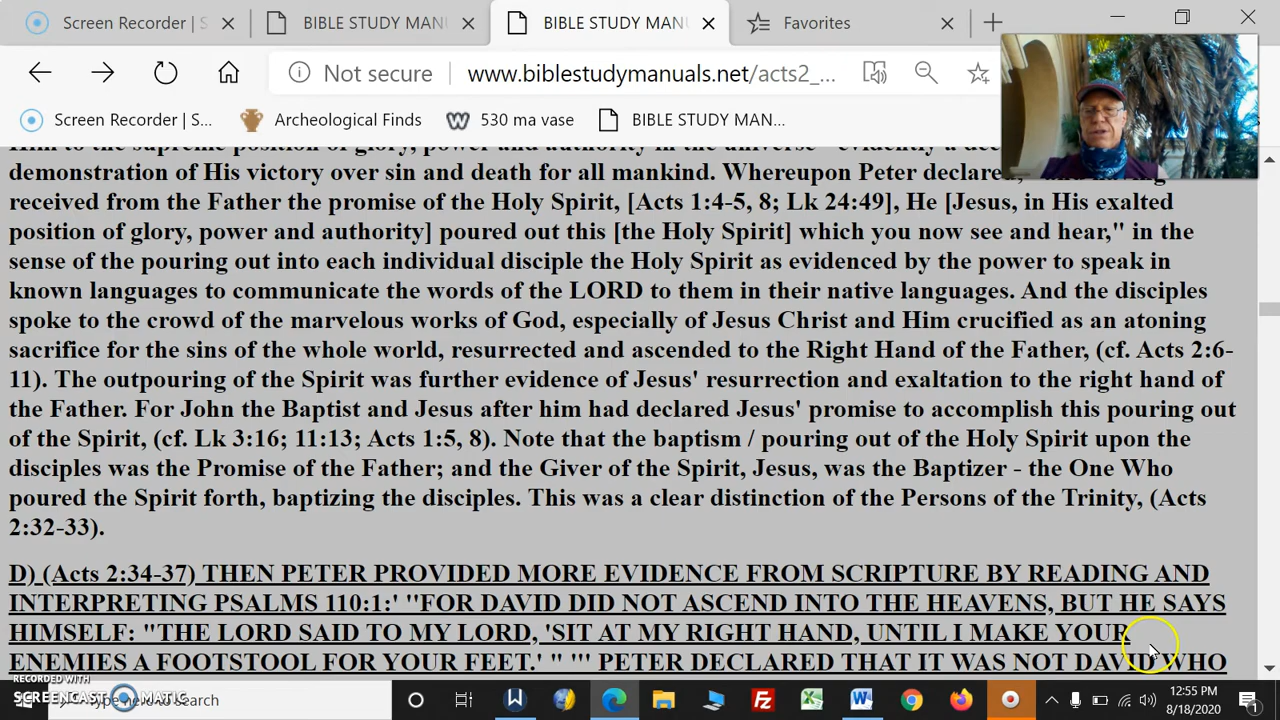 Screen Recorder | S
BIBLE STUDY MANU
BIBLE STUDY MANU
Favorites
Not secure
www.biblestudymanuals.net/acts2_...
Screen Recorder | S...
Archeological Finds
530 ma vase
BIBLE STUDY MAN...
demonstration of His victory over sin and death for all mankind. Whereupon Peter declared,
received from the Father the promise of the Holy Spirit, [Acts 1:4-5, 8; Lk 24:49], He [Jesus, in His exalted
position of glory, power and authority] poured out this [the Holy Spirit] which you now see and hear," in the
sense of the pouring out into each individual disciple the Holy Spirit as evidenced by the power to speak in
known languages to communicate the words of the LORD to them in their native languages. And the disciples
spoke to the crowd of the marvelous works of God, especially of Jesus Christ and Him crucified as an atoning
sacrifice for the sins of the whole world, resurrected and ascended to the Right Hand of the Father, (cf. Acts 2:6-
11). The outpouring of the Spirit was further evidence of Jesus' resurrection and exaltation to the right hand of
the Father. For John the Baptist and Jesus after him had declared Jesus' promise to accomplish this pouring out
of the Spirit, (cf. Lk 3:16; 11:13; Acts 1:5, 8). Note that the baptism / pouring out of the Holy Spirit upon the
disciples was the Promise of the Father; and the Giver of the Spirit, Jesus, was the Baptizer - the One Who
poured the Spirit forth, baptizing the disciples. This was a clear distinction of the Persons of the Trinity, (Acts
2:32-33).
D) (Acts 2:34-37) THEN PETER PROVIDED MORE EVIDENCE FROM SCRIPTURE BY READING AND
INTERPRETING PSALMS 110:1:' "FOR DAVID DID NOT ASCEND INTO THE HEAVENS, BUT HE SAYS
HIMSELF: "THE LORD SAID TO MY LORD, 'SIT AT MY RIGHT HAND, UNTIL I MAKE YOUR
ENEMIES A FOOTSTOOL FOR YOUR FEET.' " ''' PETER DECLARED THAT IT WAS NOT DAVID WHO
RECORDED WITH
SCREENCAST MATIC
Type here to search
12:55 PM
8/18/2020
1